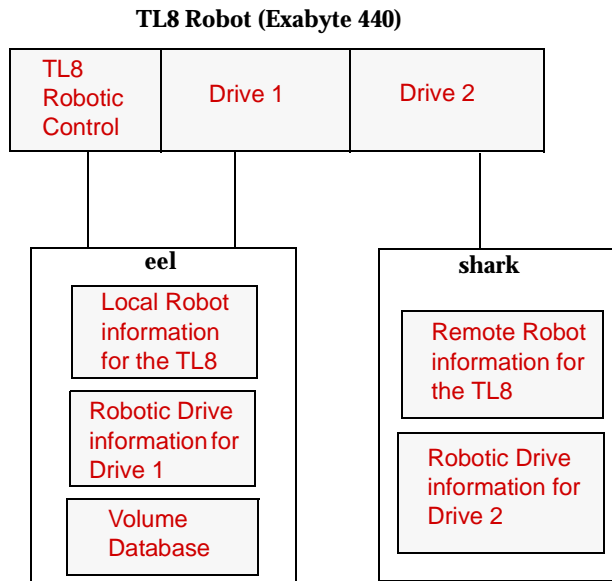 TL8 Robot (Exabyte 440)
TL8
Robotic
Control
Drive 1
Drive 2
eel
Local Robot
information
for the TL8
Robotic Drive
information for
Drive 1
Volume
Database
shark
Remote Robot
information for
the TL8
Robotic Drive
information for
Drive 2